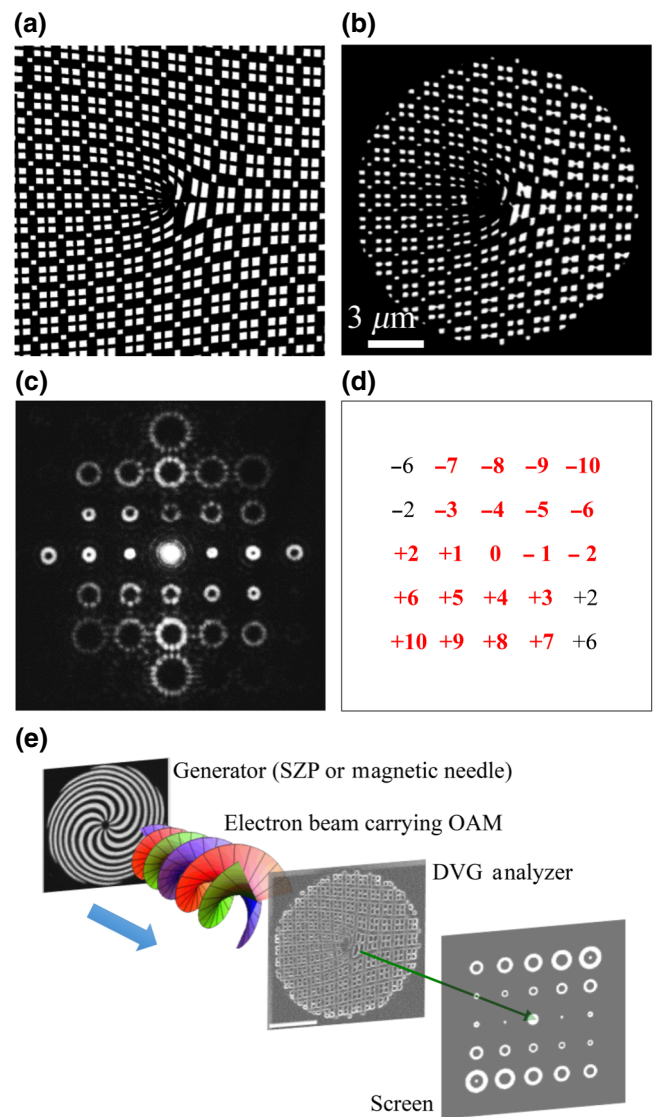 (a)
(b)
3 μm
(c)
(d)
–6 –7 –8 –9 –10
–2 –3 –4 –5 –6
+2 +1 0 – 1 – 2
+6 +5 +4 +3 +2
+10 +9 +8 +7 +6
(e)
Generator (SZP or magnetic needle)
Electron beam carrying OAM
DVG analyzer
Screen